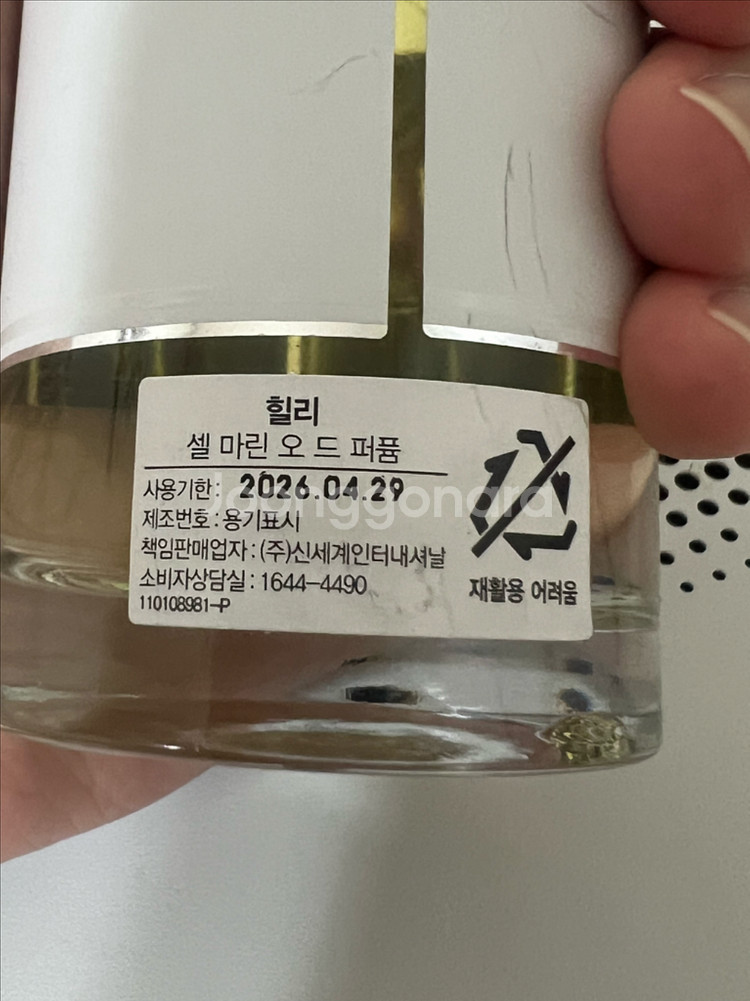 힐리
셀 마린 오 드 퍼퓸
사용기한: 2026.04.29
제조번호:용기표시
책임판매업자:(주)신세계인터내셔날
소비자상담실:1644-4490
110108981-P
재활용 어려움
joonggonara